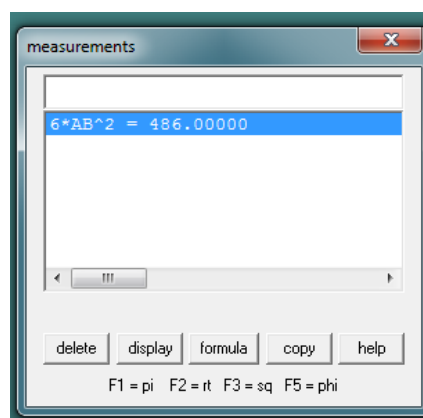 measurements
6*AB^2 = 486.00000
delete display formula copy help
F1 = pi F2 = rt F3 = sq F5 = phi